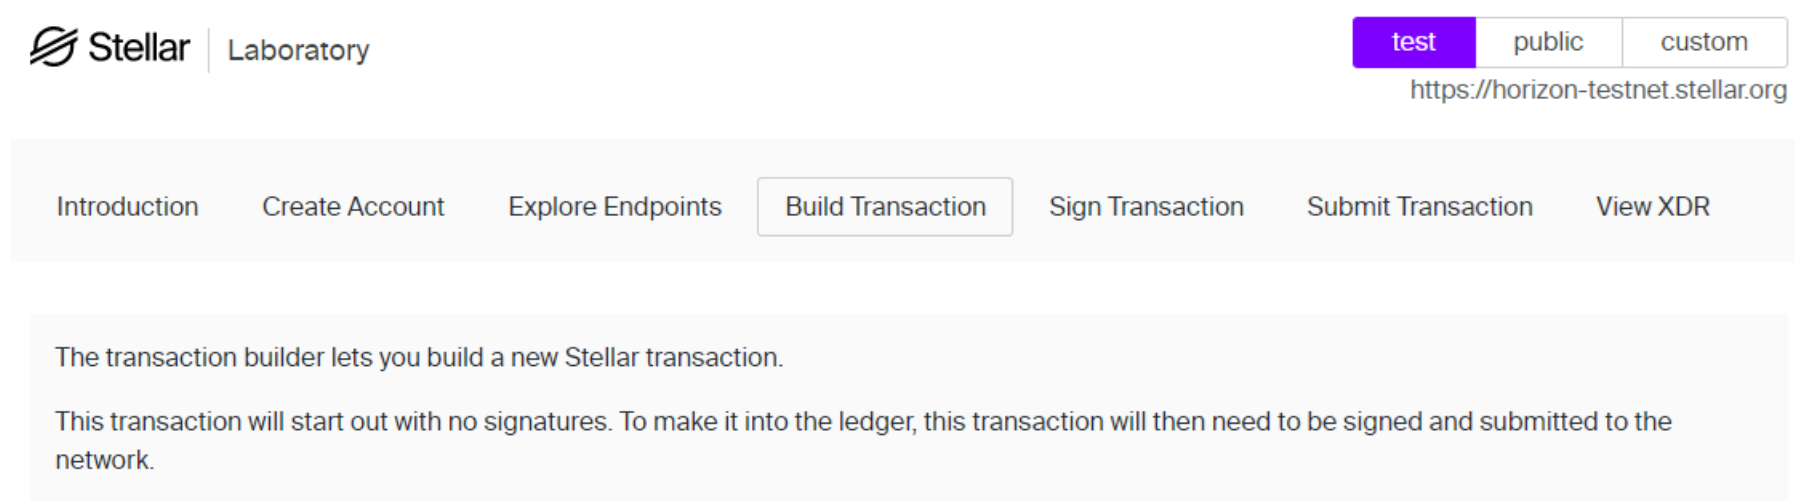 Stellar | Laboratory
test public custom
https://horizon-testnet.stellar.org
Introduction Create Account Explore Endpoints Build Transaction Sign Transaction Submit Transaction View XDR
The transaction builder lets you build a new Stellar transaction.
This transaction will start out with no signatures. To make it into the ledger, this transaction will then need to be signed and submitted to the
network.